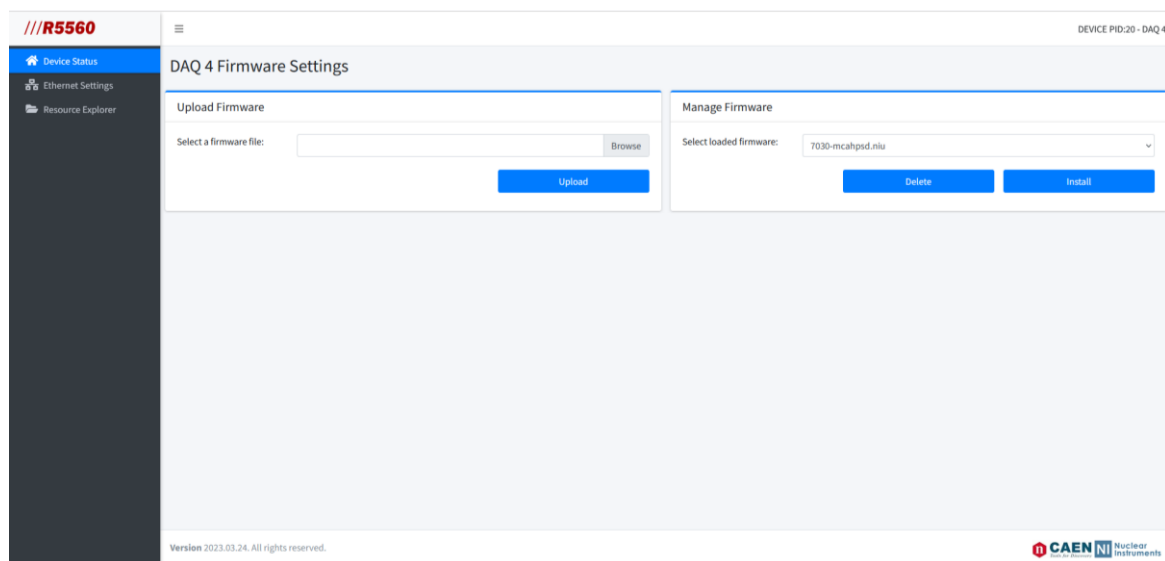 ///R5560
DEVICE PID:20 - DAQ 4
Device Status
Ethernet Settings
Resource Explorer
DAQ 4 Firmware Settings
Upload Firmware
Select a firmware file:
Browse
Upload
Manage Firmware
Select loaded firmware:
7030-mcahpsd.niu
Delete
Install
Version 2023.03.24. All rights reserved.
n CAEN
NI Nuclear
Instruments